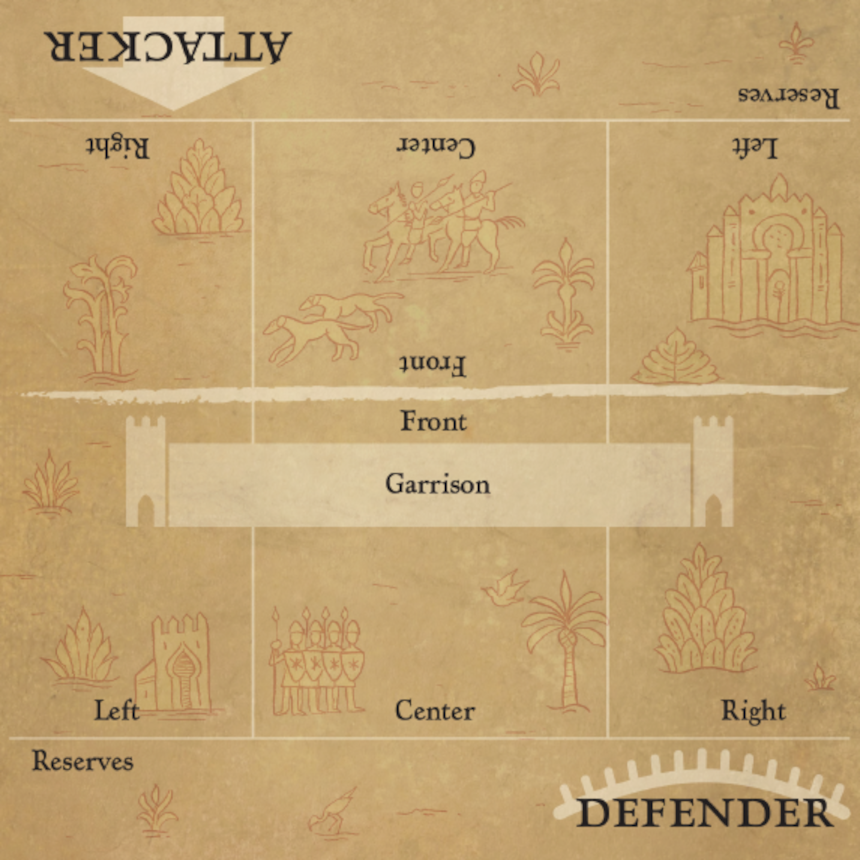 ATTACKER
Reserves
Right Center Left
Front
Front
Garrison
Left Center Right
Reserves
DEFENDER